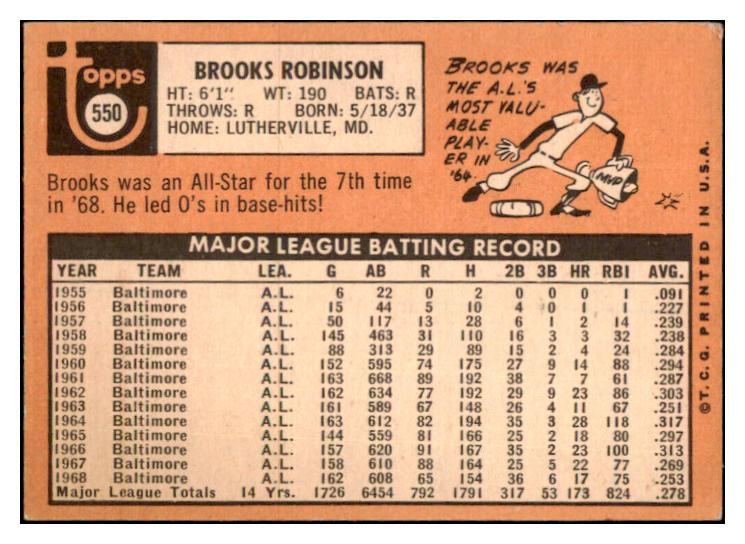 topps
550
BROOKS ROBINSON
HT: 6'1" WT: 190 BATS: R
THROWS: R BORN: 5/18/37
HOME: LUTHERVILLE, MD.
BROOKS WAS
THE A.L.'S
MOST VALU-
ABLE
PLAY-
ER IN
'64.
MVP
Brooks was an All-Star for the 7th time
in '68. He led O's in base-hits!
MAJOR LEAGUE BATTING RECORD
YEAR TEAM LEA. G AB R H 2B 3B HR RBI AVG.
1955 Baltimore A.L. 6 22 0 2 0 0 0 1 .091
1956 Baltimore A.L. 15 44 5 10 4 0 1 1 .227
1957 Baltimore A.L. 50 117 13 28 6 1 2 14 .239
1958 Baltimore A.L. 145 463 31 110 16 3 3 32 .238
1959 Baltimore A.L. 88 313 29 89 15 2 4 24 .284
1960 Baltimore A.L. 152 595 74 175 27 9 14 88 .294
1961 Baltimore A.L. 163 668 89 192 38 7 7 61 .287
1962 Baltimore A.L. 162 634 77 192 29 9 23 86 .303
1963 Baltimore A.L. 161 589 67 148 26 4 11 67 .251
1964 Baltimore A.L. 163 612 82 194 35 3 28 118 .317
1965 Baltimore A.L. 144 559 81 166 25 2 18 80 .297
1966 Baltimore A.L. 157 620 91 167 35 2 23 100 .313
1967 Baltimore A.L. 158 610 88 164 25 5 22 77 .269
1968 Baltimore A.L. 162 608 65 154 36 6 17 75 .253
Major League Totals 14 Yrs. 1726 6454 792 1791 317 53 173 824 .278
©T.C.G. PRINTED IN U.S.A.